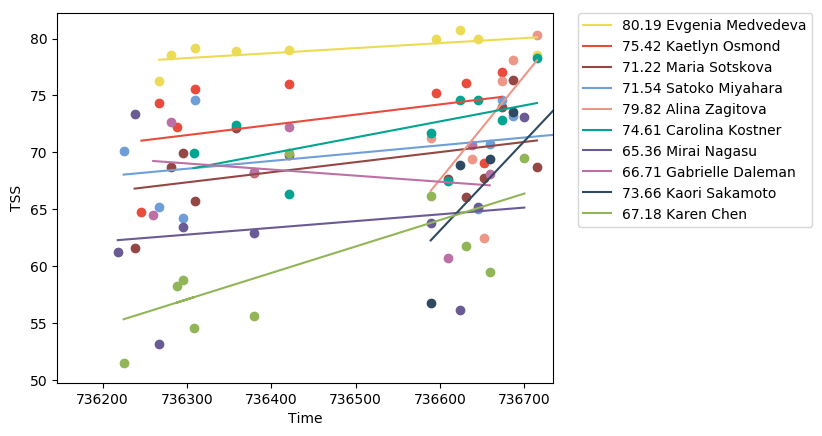 80
75
70
65
60
55
50
TSS
736200 736300 736400 736500 736600 736700
Time
80.19 Evgenia Medvedeva
75.42 Kaetlyn Osmond
71.22 Maria Sotskova
71.54 Satoko Miyahara
79.82 Alina Zagitova
74.61 Carolina Kostner
65.36 Mirai Nagasu
66.71 Gabrielle Daleman
73.66 Kaori Sakamoto
67.18 Karen Chen